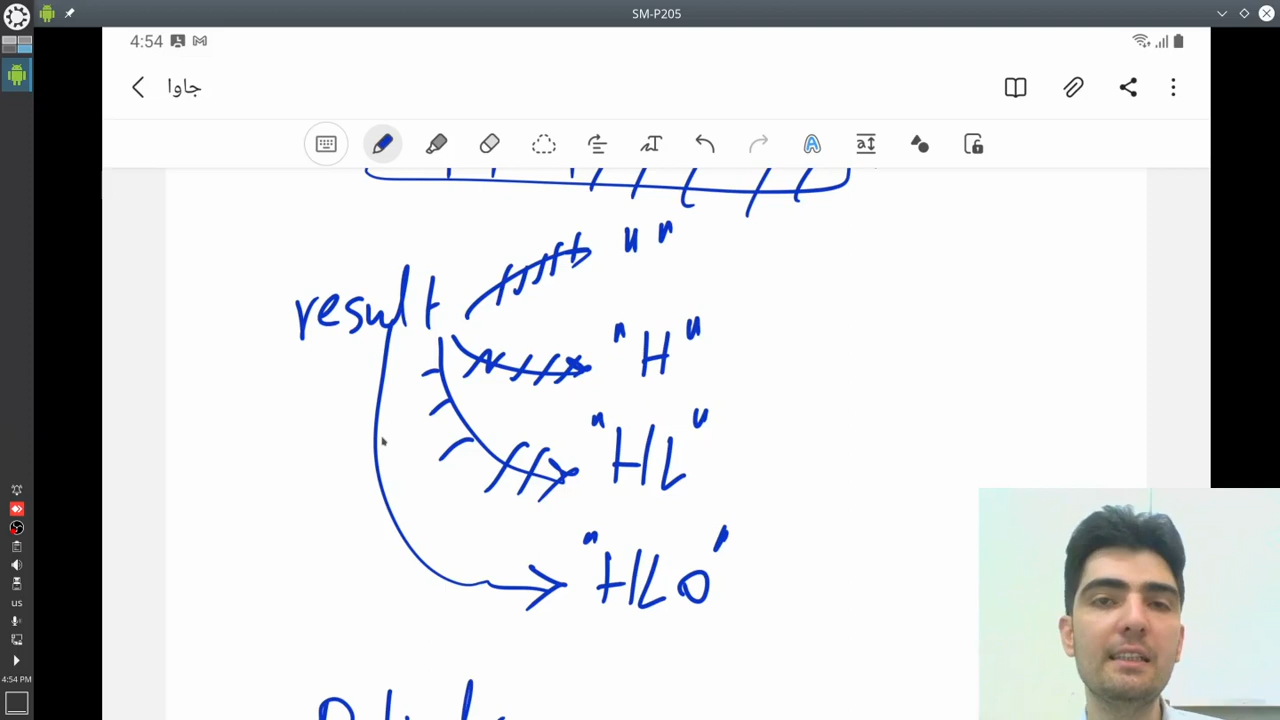 SM-P205
4:54
جاوا
" "
result
"H"
"HL"
"HLO"
us
4:54 PM